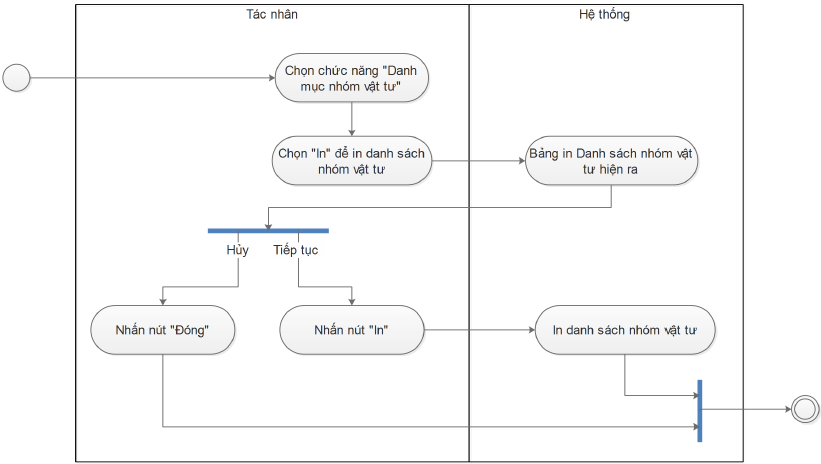 Tác nhân
Hệ thống
Chọn chức năng "Danh
mục nhóm vật tư"
Chọn "In" để in danh sách
nhóm vật tư
Bảng in Danh sách nhóm vật
tư hiện ra
Hủy
Tiếp tục
Nhấn nút "Đóng"
Nhấn nút "In"
In danh sách nhóm vật tư